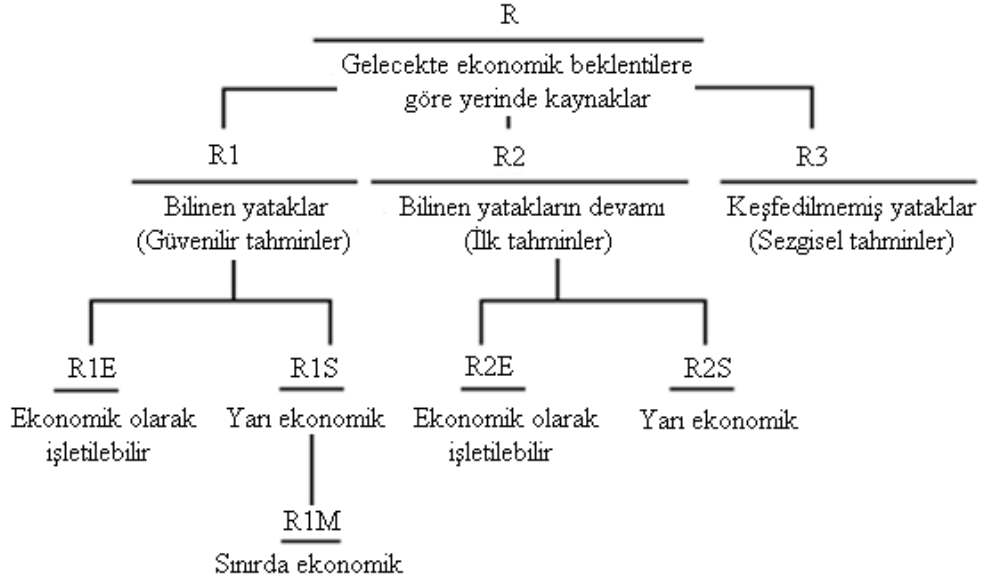 R
Gelecekte ekonomik beklentilere
göre yerinde kaynaklar
R1
R2
R3
Bilinen yataklar
(Güvenilir tahminler)
Bilinen yatakların devamı
(İlk tahminler)
Keşfedilmemiş yataklar
(Sezgisel tahminler)
R1E
R1S
R2E
R2S
Ekonomik olarak
işletilebilir
Yarı ekonomik
Ekonomik olarak
işletilebilir
Yarı ekonomik
R1M
Sınırda ekonomik